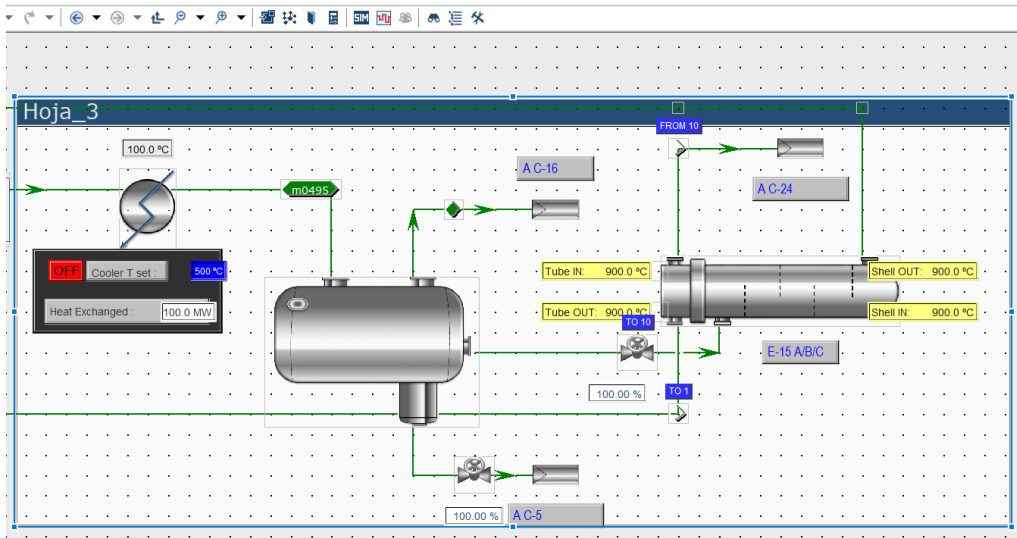 SIM
Hoja_3
FROM 10
100.0 ºC
A C-16
m0495
A C-24
OFF
Cooler T set :
500 ºC
Tube IN: 900.0 ºC
Shell OUT: 900.0 ºC
Heat Exchanged :
100.0 MW
Tube OUT: 900.0 ºC
Shell IN: 900.0 ºC
TO 10
E-15 A/B/C
100.00 %
TO 1
100.00 %
A C-5